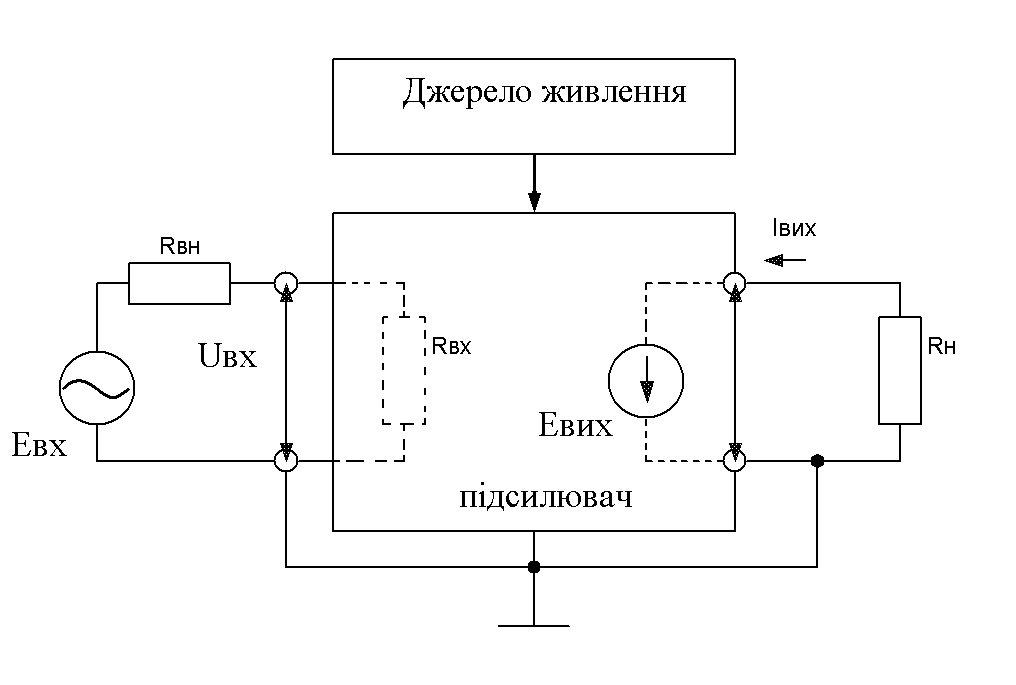 Джерело живлення
Iвих
Rвн
Uвх
Rвх
Rн
Евх
Евих
підсилювач